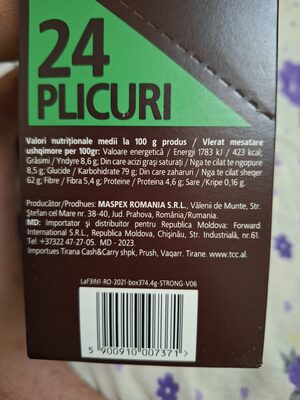 24
PLICURI
Valori nutriționale medii la 100 g produs / Vlerat mesatare
ushqimore per 100gr: Valoare energetică / Energji 1783 kJ / 423 kcal;
Grăsimi / Yndyre 8,6 g; Din care acizi grași saturați / Nga te cilat te ngopure
8,5 g; Glucide / Karbohidrate 79 g; Din care zaharuri / Nga te cilat sheqer
62 g; Fibre / Fibra 5,4 g; Proteine / Proteina 4,6 g, Sare / Kripe 0,16 g.
Producător/Prodhues: MASPEX ROMANIA S.R.L., Vălenii de Munte, Str.
Ștefan cel Mare nr. 38-40, Jud. Prahova, România/Rumania.
MD: Importator și distribuitor pentru Republica Moldova: Forward
International S.R.L., Republica Moldova, Chișinău, Str. Industrială, nr.61.
Tel: +37322 47-27-05. MD - 2023.
Importues Tirana Cash&Carry shpk, Prush, Vaqarr. Tirane. www.tcc.al.
LaF3IN1-RO-2021-box374,4g-STRONG-V06
5 900910 007371